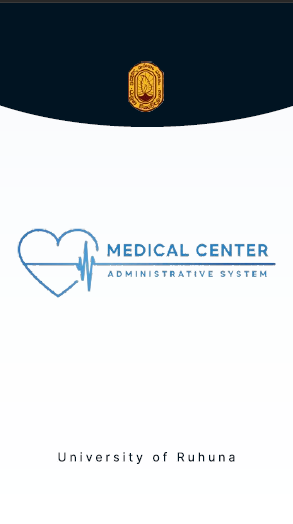 MEDICAL CENTER
ADMINISTRATIVE SYSTEM
University of Ruhuna